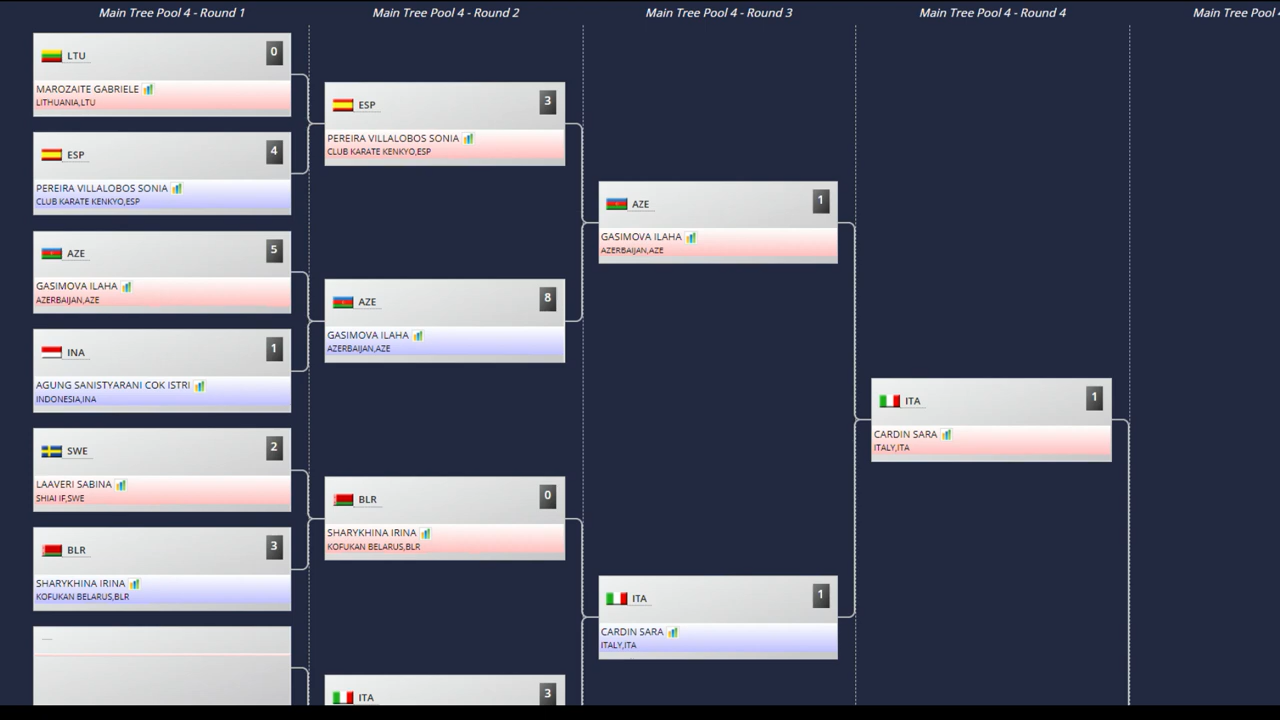 Main Tree Pool 4 - Round 1
Main Tree Pool 4 - Round 2
Main Tree Pool 4 - Round 3
Main Tree Pool 4 - Round 4
Main Tree Pool
LTU
0
MAROZAITE GABRIELE
LITHUANIA,LTU
ESP
4
PEREIRA VILLALOBOS SONIA
CLUB KARATE KENKYO,ESP
AZE
5
GASIMOVA ILAHA
AZERBAIJAN,AZE
INA
1
AGUNG SANISTYARANI COK ISTRI
INDONESIA,INA
SWE
2
LAAVERI SABINA
SHIAI IF,SWE
BLR
3
SHARYKHINA IRINA
KOFUKAN BELARUS,BLR
ESP
3
PEREIRA VILLALOBOS SONIA
CLUB KARATE KENKYO,ESP
AZE
8
GASIMOVA ILAHA
AZERBAIJAN,AZE
BLR
0
SHARYKHINA IRINA
KOFUKAN BELARUS,BLR
ITA
3
AZE
1
GASIMOVA ILAHA
AZERBAIJAN,AZE
ITA
1
CARDIN SARA
ITALY,ITA
ITA
1
CARDIN SARA
ITALY,ITA